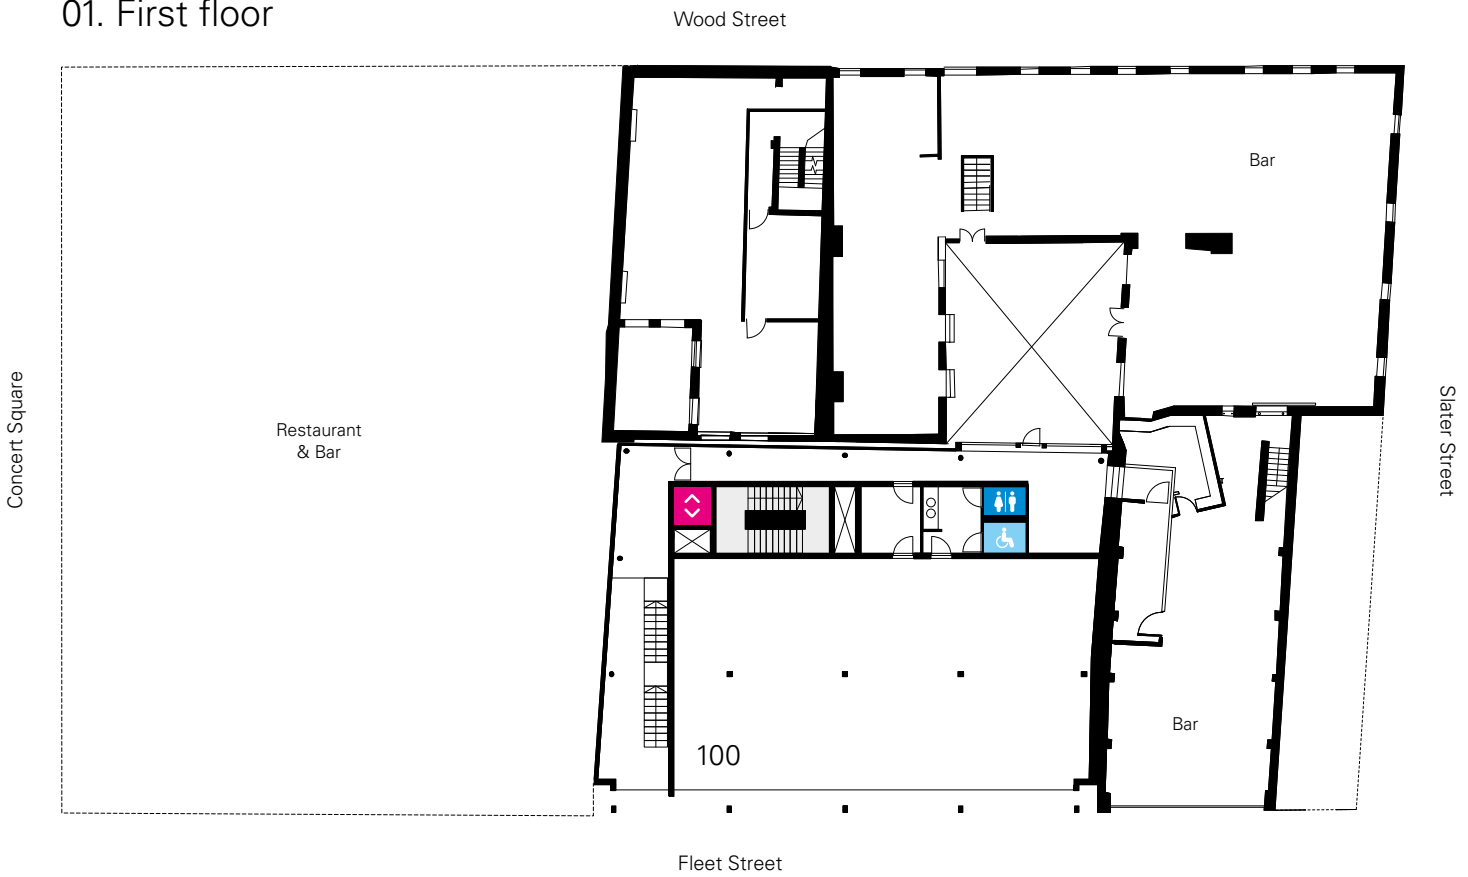 01. First floor
Wood Street
Bar
Concert Square
Restaurant
& Bar
Slater Street
100
Bar
Fleet Street